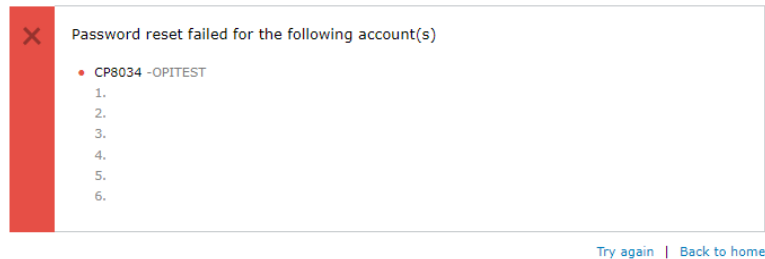 Password reset failed for the following account(s)
CP8034 -OPITEST
1.
2.
3.
4.
5.
6.
Try again | Back to home